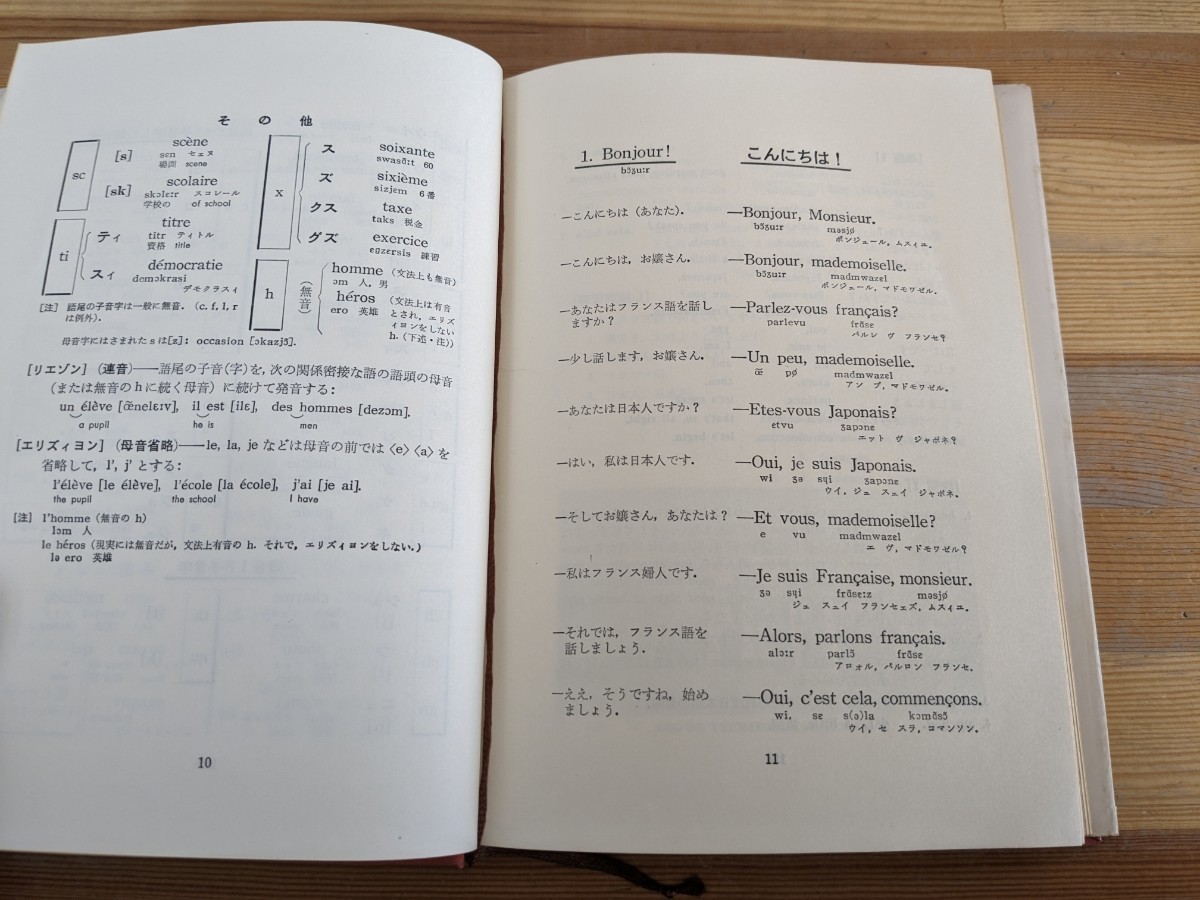 その他
sc
[s]
scène
sɛn セェヌ
場面 scene
[sk]
scolaire
skɔlɛːr スコレール
学校の of school
ti
ティ
titre
titr ティトル
資格 title
スィ
démocratie
demɔkrasi
デモクラスィ
x
ス
soixante
swasɑ̃ːt 60
ズ
sixième
sizjɛm 6番
クス
taxe
taks 税金
グズ
exercice
ɛgzɛrsis 練習
h
(無音)
homme (文法上も無音)
ɔm 人,男
héros (文法上は有音
ero 英雄 とされ,エリズ
ィヨンをしない
h.(下述・注))
[注] 語尾の子音字は一般に無音.(c, f, l, r
は例外).
母音字にはさまれた s は[z]: occasion [ɔkazjɔ̃].
[リエゾン](連音)—語尾の子音(字)を,次の関係密接な語の語頭の母音
(または無音のhに続く母音)に続けて発音する:
un élève [œ̃nelɛːv], il est [ilɛ], des hommes [dezɔm].
a pupil he is men
[エリズィヨン](母音省略)—le, la, je などは母音の前では〈e〉〈a〉を
省略して,l', j' とする:
l'élève [le élève], l'école [la école], j'ai [je ai].
the pupil the school I have
[注] l'homme (無音の h)
lɔm 人
le héros (現実には無音だが,文法上有音の h. それで,エリズィヨンをしない.)
lə ero 英雄
10
1. Bonjour! こんにちは!
bɔ̃ʒuːr
—こんにちは(あなた). —Bonjour, Monsieur.
bɔ̃ʒuːr məsjø
ボンジュール,ムスィユ.
—こんにちは,お嬢さん. —Bonjour, mademoiselle.
bɔ̃ʒuːr madmwazɛl
ボンジュール,マドモワゼル.
—あなたはフランス語を話し —Parlez-vous français?
ますか?
parlevu frɑ̃sɛ
パルレ ヴ フランセ?
—少し話します,お嬢さん. —Un peu, mademoiselle.
œ̃ pø madmwazɛl
アン プ,マドモワゼル.
—あなたは日本人ですか? —Etes-vous Japonais?
ɛtvu ʒapɔnɛ
エット ヴ ジャポネ?
—はい,私は日本人です. —Oui, je suis Japonais.
wi ʒə sɥi ʒapɔnɛ
ウイ,ジュ スュイ ジャポネ.
—そしてお嬢さん,あなたは? —Et vous, mademoiselle?
e vu madmwazɛl
エ ヴ,マドモワゼル?
—私はフランス婦人です. —Je suis Française, monsieur.
ʒə sɥi frɑ̃sɛːz məsjø
ジュ スュイ フランセェズ,ムスィユ.
—それでは,フランス語を —Alors, parlons français.
話しましょう.
alɔːr parlɔ̃ frɑ̃sɛ
アロォル,パルロン フランセ.
—ええ,そうですね,始め —Oui, c'est cela, commençons.
ましょう.
wi. sɛ s(ə)la kɔmɑ̃sɔ̃
ウイ,セ スラ,コマンソン.
11